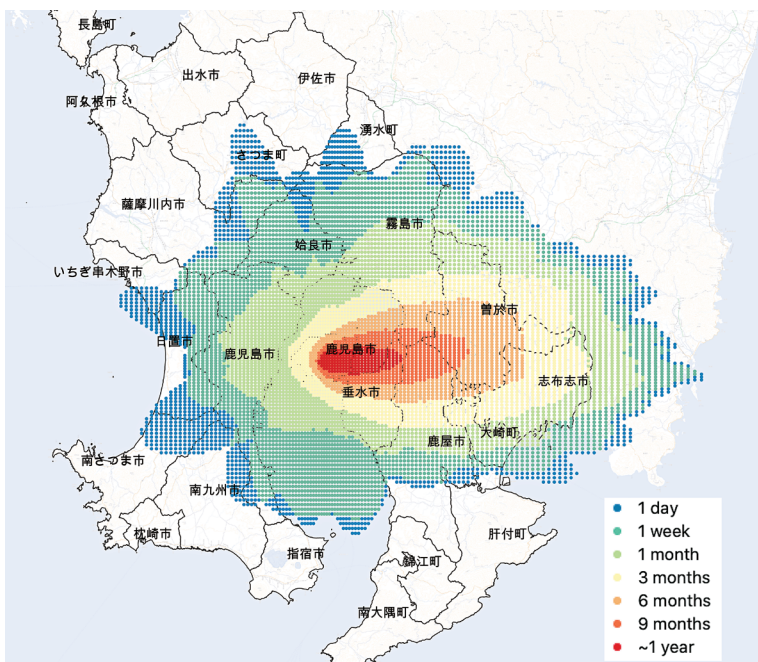 長島町
出水市
伊佐市
阿久根市
湧水町
さつま町
薩摩川内市
霧島市
姶良市
いちき串木野市
曽於市
日置市
鹿児島市
鹿児島市
志布志市
垂水市
大崎町
鹿屋市
南さつま市
南九州市
枕崎市
指宿市
肝付町
錦江町
南大隅町
1 day
1 week
1 month
3 months
6 months
9 months
~1 year